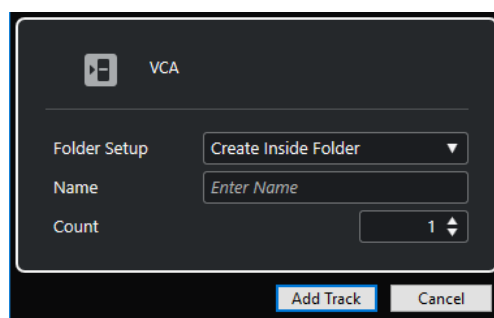 VCA
Folder Setup Create Inside Folder
Name Enter Name
Count 1
Add Track Cancel